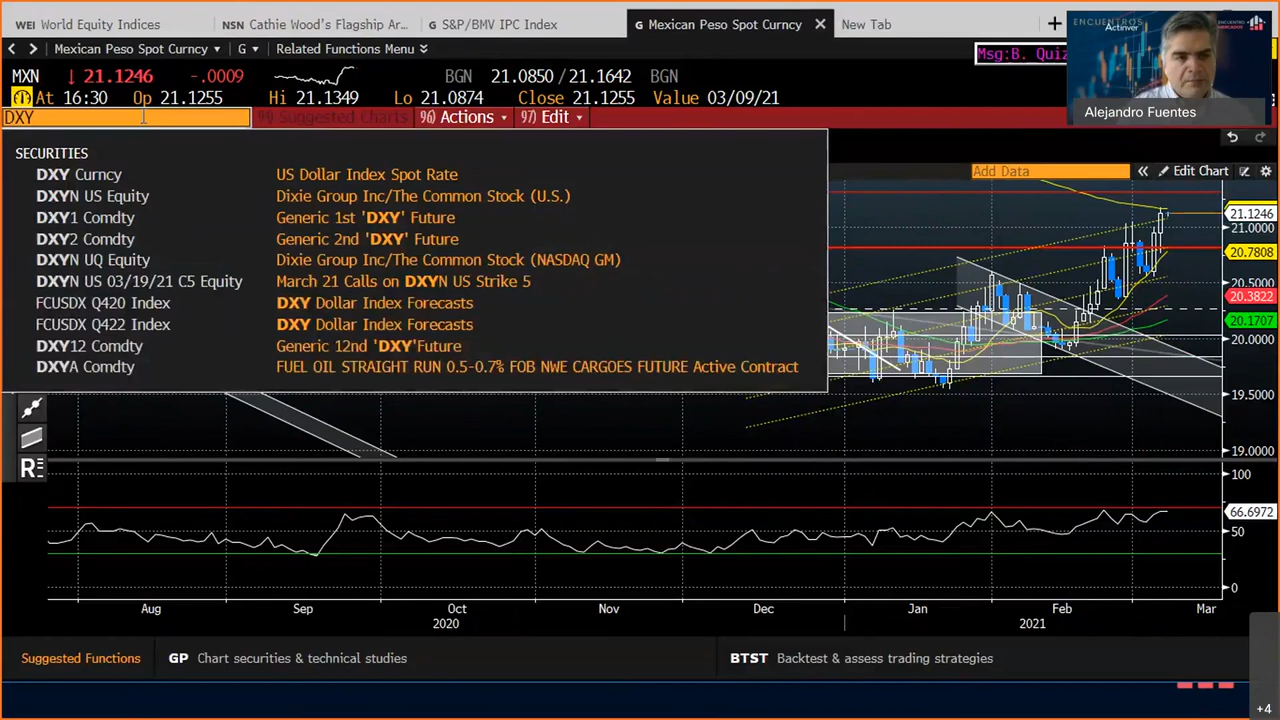 WEI World Equity Indices NSN Cathie Wood's Flagship Ar... G S&P/BMV IPC Index G Mexican Peso Spot Curncy New Tab
ENCUENTROS
Actinver
Mexican Peso Spot Curncy G Related Functions Menu
Msg:B. Quiz
MXN ↓ 21.1246 -.0009 BGN 21.0850 / 21.1642 BGN
At 16:30 Op 21.1255 Hi 21.1349 Lo 21.0874 Close 21.1255 Value 03/09/21
Alejandro Fuentes
DXY 99) Suggested Charts 96) Actions 97) Edit
SECURITIES
DXY Curncy US Dollar Index Spot Rate
DXYN US Equity Dixie Group Inc/The Common Stock (U.S.)
DXY1 Comdty Generic 1st 'DXY' Future
DXY2 Comdty Generic 2nd 'DXY' Future
DXYN UQ Equity Dixie Group Inc/The Common Stock (NASDAQ GM)
DXYN US 03/19/21 C5 Equity March 21 Calls on DXYN US Strike 5
FCUSDX Q420 Index DXY Dollar Index Forecasts
FCUSDX Q422 Index DXY Dollar Index Forecasts
DXY12 Comdty Generic 12nd 'DXY'Future
DXYA Comdty FUEL OIL STRAIGHT RUN 0.5-0.7% FOB NWE CARGOES FUTURE Active Contract
Add Data Edit Chart
21.1246
21.0000
20.7808
20.5000
20.3822
20.1707
20.0000
19.5000
19.0000
R
100
66.6972
50
0
Aug Sep Oct Nov Dec Jan Feb Mar
2020 2021
Suggested Functions GP Chart securities & technical studies BTST Backtest & assess trading strategies
+4